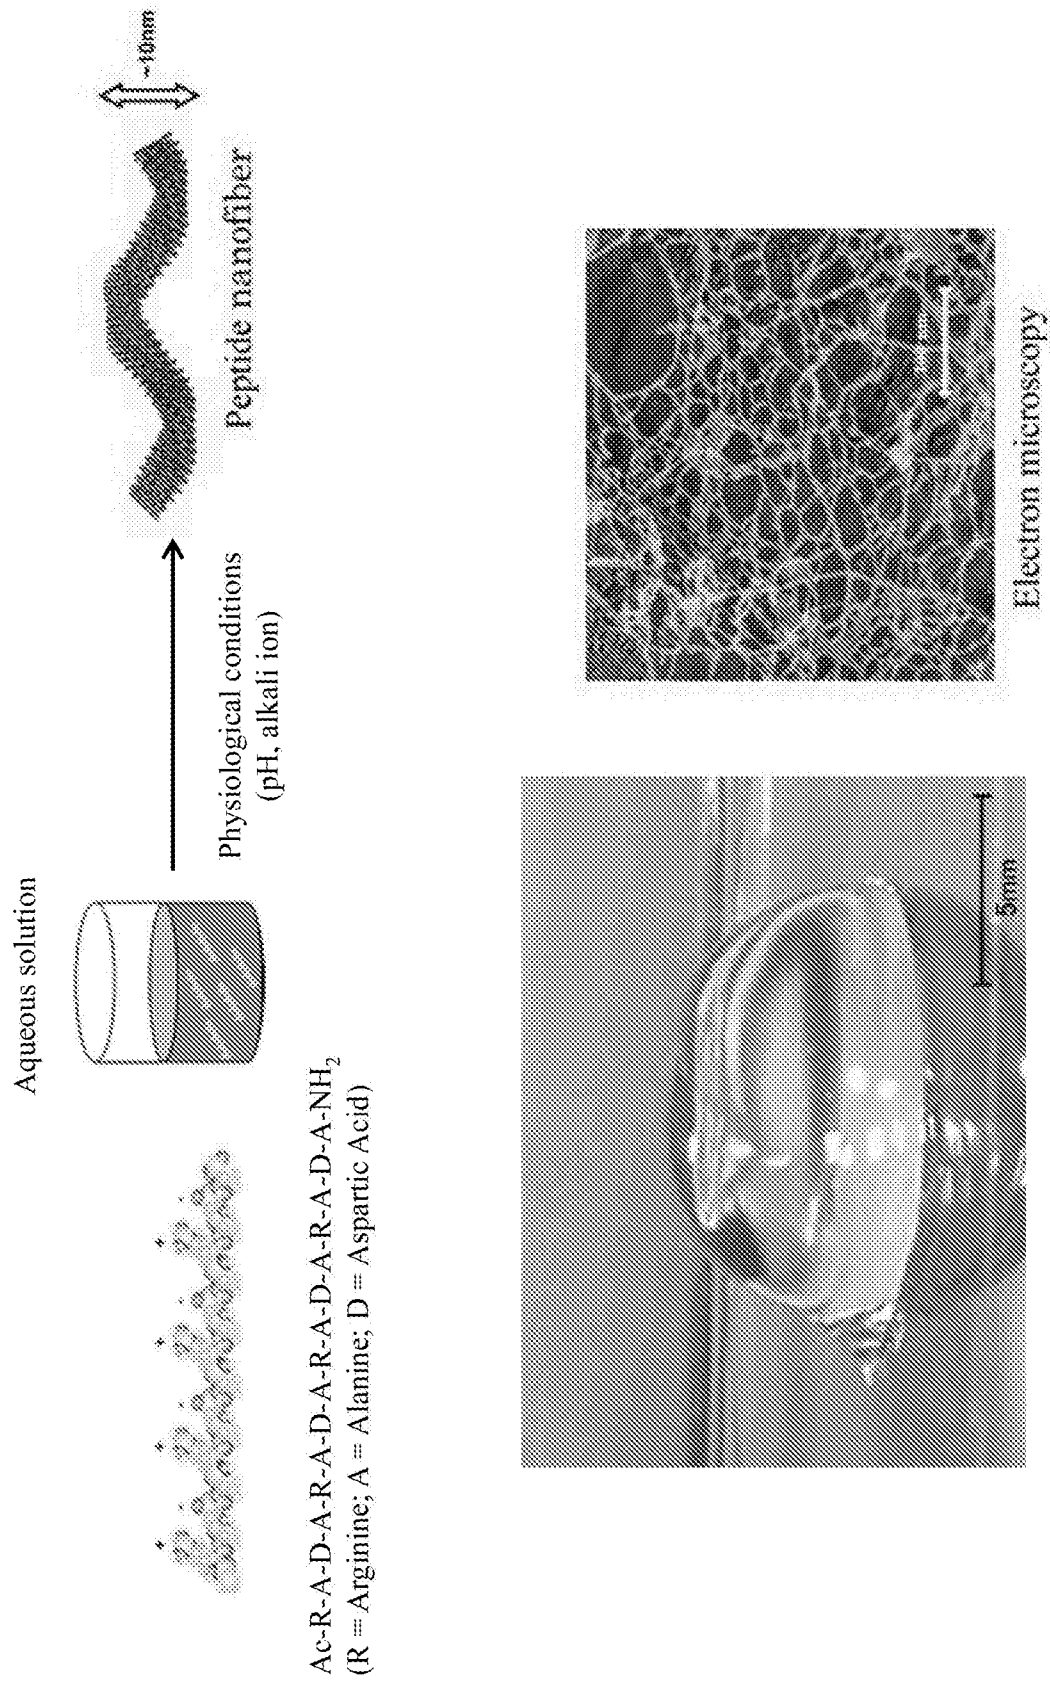 Aqueous solution
Ac-R-A-D-A-R-A-D-A-R-A-D-A-R-A-D-A-NH₂
(R = Arginine; A = Alanine; D = Aspartic Acid)
Physiological conditions
(pH, alkali ion)
~10nm
Peptide nanofiber
5mm
Electron microscopy